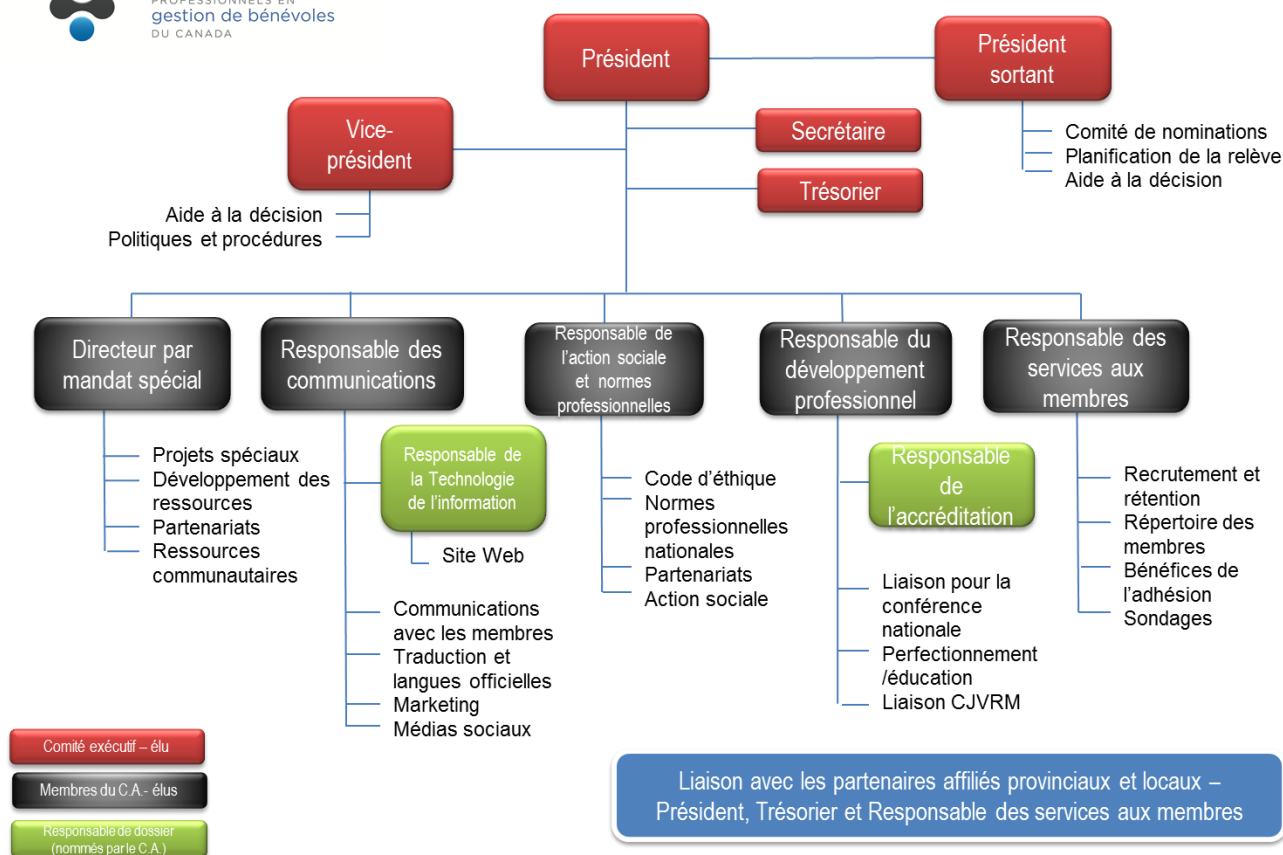 PROFESSIONNELS EN
gestion de bénévoles
DU CANADA
Président
Président
sortant
Vice-
président
Secrétaire
Trésorier
Comité de nominations
Planification de la relève
Aide à la décision
Aide à la décision
Politiques et procédures
Directeur par
mandat spécial
Responsable des
communications
Responsable de
l'action sociale
et normes
professionnelles
Responsable du
développement
professionnel
Responsable des
services aux
membres
Projets spéciaux
Développement des
ressources
Partenariats
Ressources
communautaires
Responsable de
la Technologie
de l'information
Site Web
Communications
avec les membres
Traduction et
langues officielles
Marketing
Médias sociaux
Code d'éthique
Normes
professionnelles
nationales
Partenariats
Action sociale
Responsable
de
l'accréditation
Liaison pour la
conférence
nationale
Perfectionnement
/éducation
Liaison CJVRM
Recrutement et
rétention
Répertoire des
membres
Bénéfices de
l'adhésion
Sondages
Comité exécutif – élu
Membres du C.A.- élus
Responsable de dossier
(nommés par le C.A.)
Liaison avec les partenaires affiliés provinciaux et locaux –
Président, Trésorier et Responsable des services aux membres